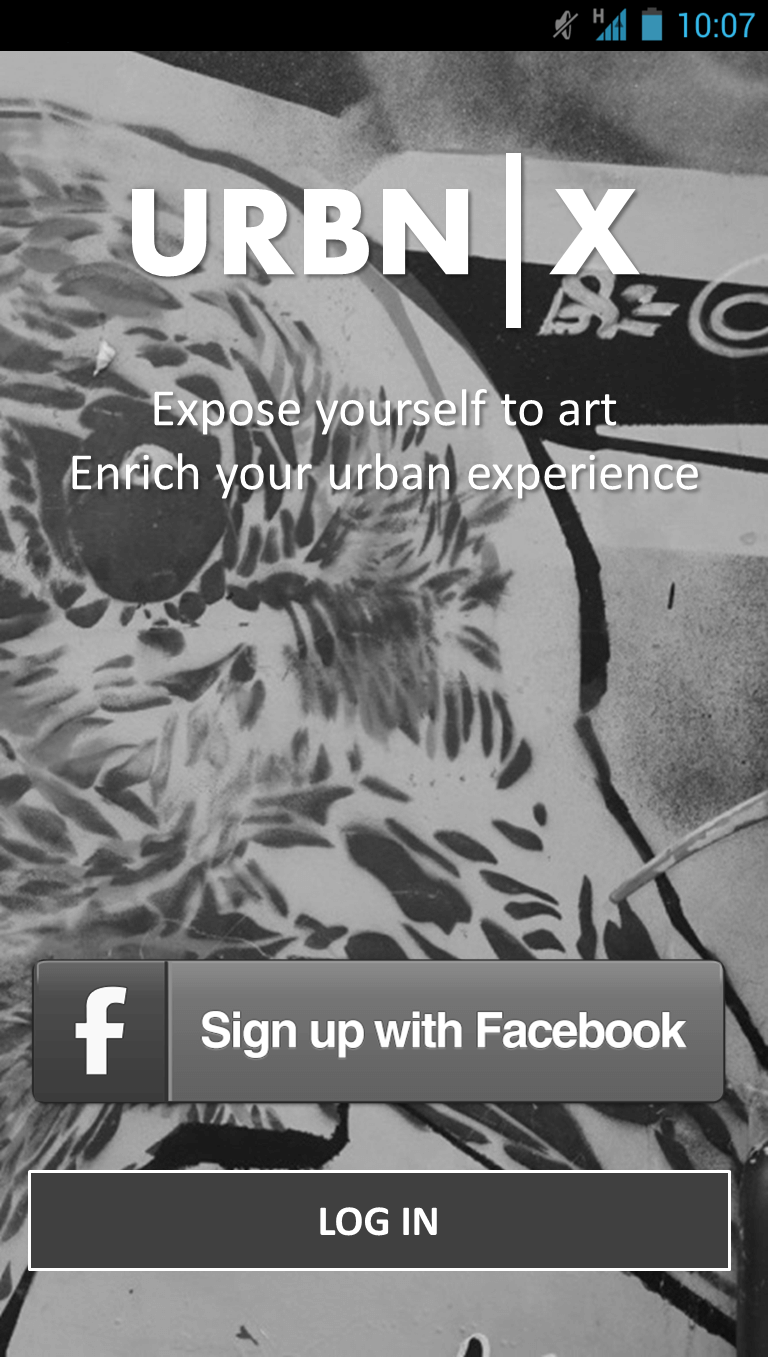 H 10:07
URBN|X
©
Expose yourself to art
Enrich your urban experience
f Sign up with Facebook
LOG IN